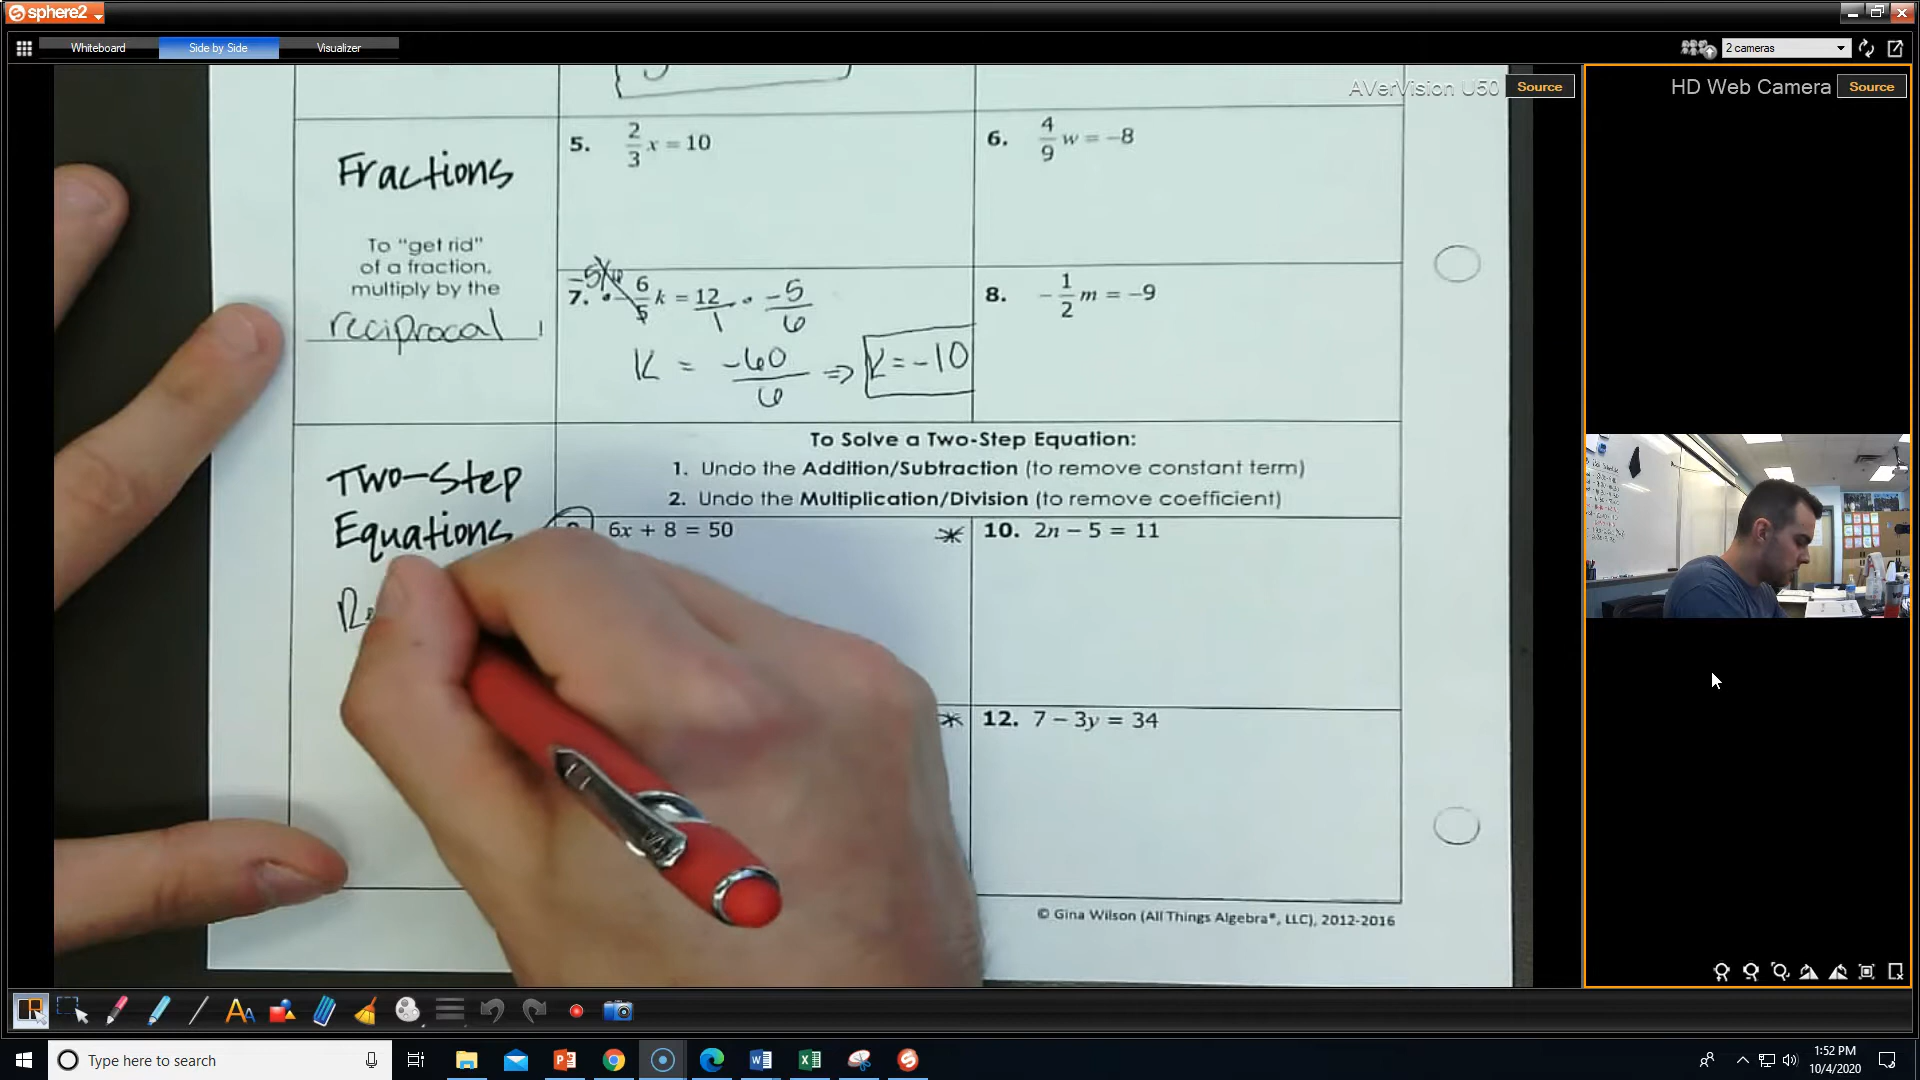 sphere2
Whiteboard
Side by Side
Visualizer
2 cameras
AVerVision U50
Source
HD Web Camera
Source
Fractions
To "get rid"
of a fraction,
multiply by the
reciprocal
5. 2/3 x = 10
6. 4/9 w = -8
7. - 6/5 k = 12/1 · -5/6
K = -60/6 ⇒ K = -10
8. - 1/2 m = -9
Two-Step
Equations
To Solve a Two-Step Equation:
1. Undo the Addition/Subtraction (to remove constant term)
2. Undo the Multiplication/Division (to remove coefficient)
6x + 8 = 50
* 10. 2n - 5 = 11
* 12. 7 - 3y = 34
© Gina Wilson (All Things Algebra®, LLC), 2012-2016
Type here to search
1:52 PM
10/4/2020